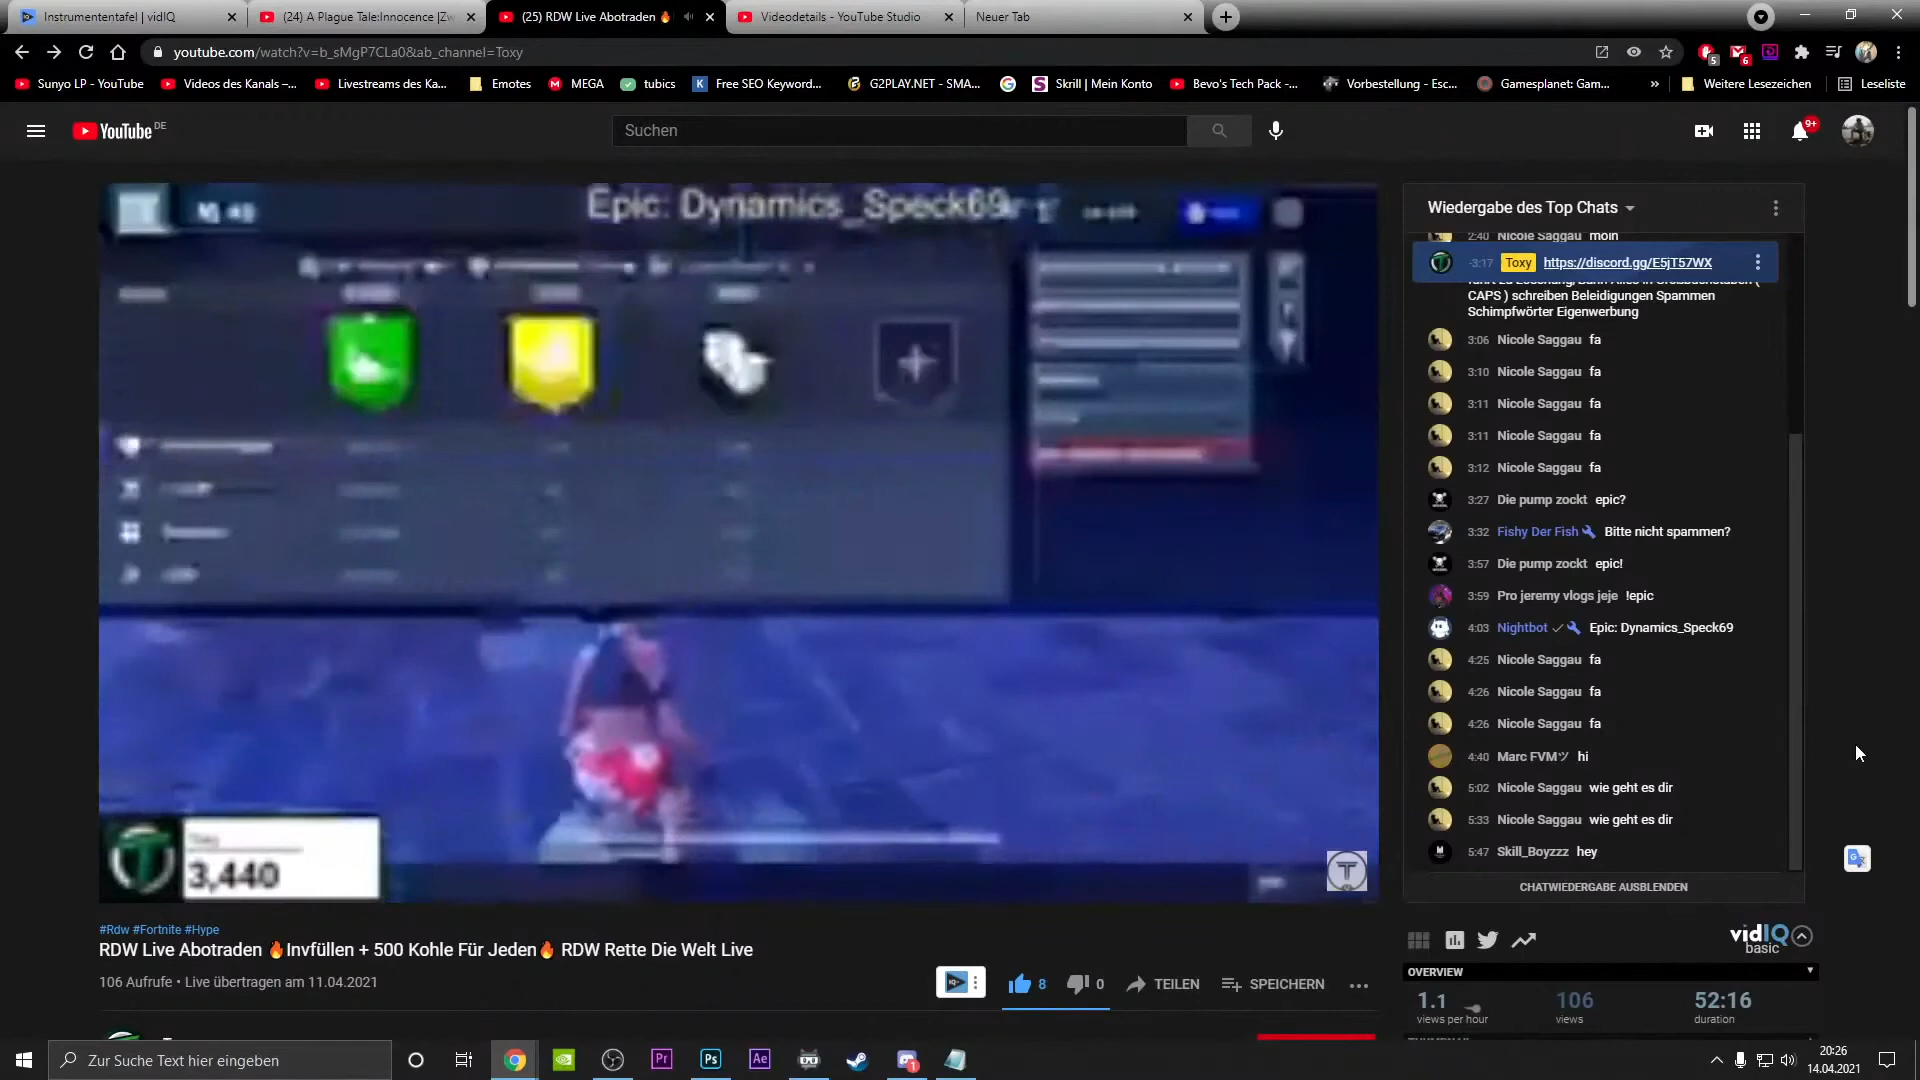 Instrumententafel | vidIQ
(24) A Plague Tale:Innocence |Zw
(25) RDW Live Abotraden 🔥
Videodetails - YouTube Studio
Neuer Tab
youtube.com/watch?v=b_sMgP7CLa0&ab_channel=Toxy
5
6
Sunyo LP - YouTube
Videos des Kanals –...
Livestreams des Ka...
Emotes
MEGA
tubics
Free SEO Keyword...
G2PLAY.NET - SMA...
Skrill | Mein Konto
Bevo's Tech Pack -...
Vorbestellung - Esc...
Gamesplanet: Gam...
»
Weitere Lesezeichen
Leseliste
YouTube DE
Suchen
9+
Epic: Dynamics_Speck69
3,440
Wiedergabe des Top Chats
2:40 Nicole Saggau moin
-3:17 Toxy https://discord.gg/E5jT57WX
CAPS ) schreiben Beleidigungen Spammen
Schimpfwörter Eigenwerbung
3:06 Nicole Saggau fa
3:10 Nicole Saggau fa
3:11 Nicole Saggau fa
3:11 Nicole Saggau fa
3:12 Nicole Saggau fa
3:27 Die pump zockt epic?
3:32 Fishy Der Fish Bitte nicht spammen?
3:57 Die pump zockt epic!
3:59 Pro jeremy vlogs jeje !epic
4:03 Nightbot Epic: Dynamics_Speck69
4:25 Nicole Saggau fa
4:26 Nicole Saggau fa
4:26 Nicole Saggau fa
4:40 Marc FVMツ hi
5:02 Nicole Saggau wie geht es dir
5:33 Nicole Saggau wie geht es dir
5:47 Skill_Boyzzz hey
CHATWIEDERGABE AUSBLENDEN
#Rdw #Fortnite #Hype
RDW Live Abotraden 🔥Invfüllen + 500 Kohle Für Jeden🔥 RDW Rette Die Welt Live
106 Aufrufe • Live übertragen am 11.04.2021
8
0
TEILEN
SPEICHERN
vidIQ
basic
OVERVIEW
1.1
views per hour
106
views
52:16
duration
Zur Suche Text hier eingeben
Pr
Ps
Ae
1
20:26
14.04.2021